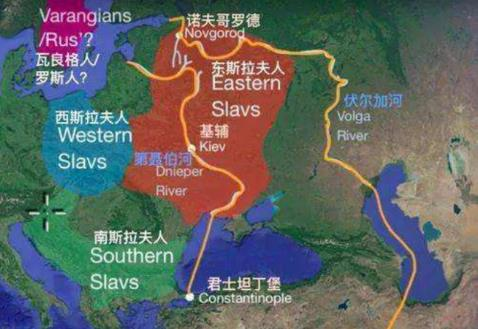 Varangians
/Rus'?
瓦良格人/
罗斯人?
诺夫哥罗德
Novgorod
东斯拉夫人
Eastern
Slavs
西斯拉夫人
Western
Slavs
基辅
Kiev
第聂伯河
Dnieper
River
伏尔加河
Volga
River
南斯拉夫人
Southern
Slavs
君士坦丁堡
Constantinople